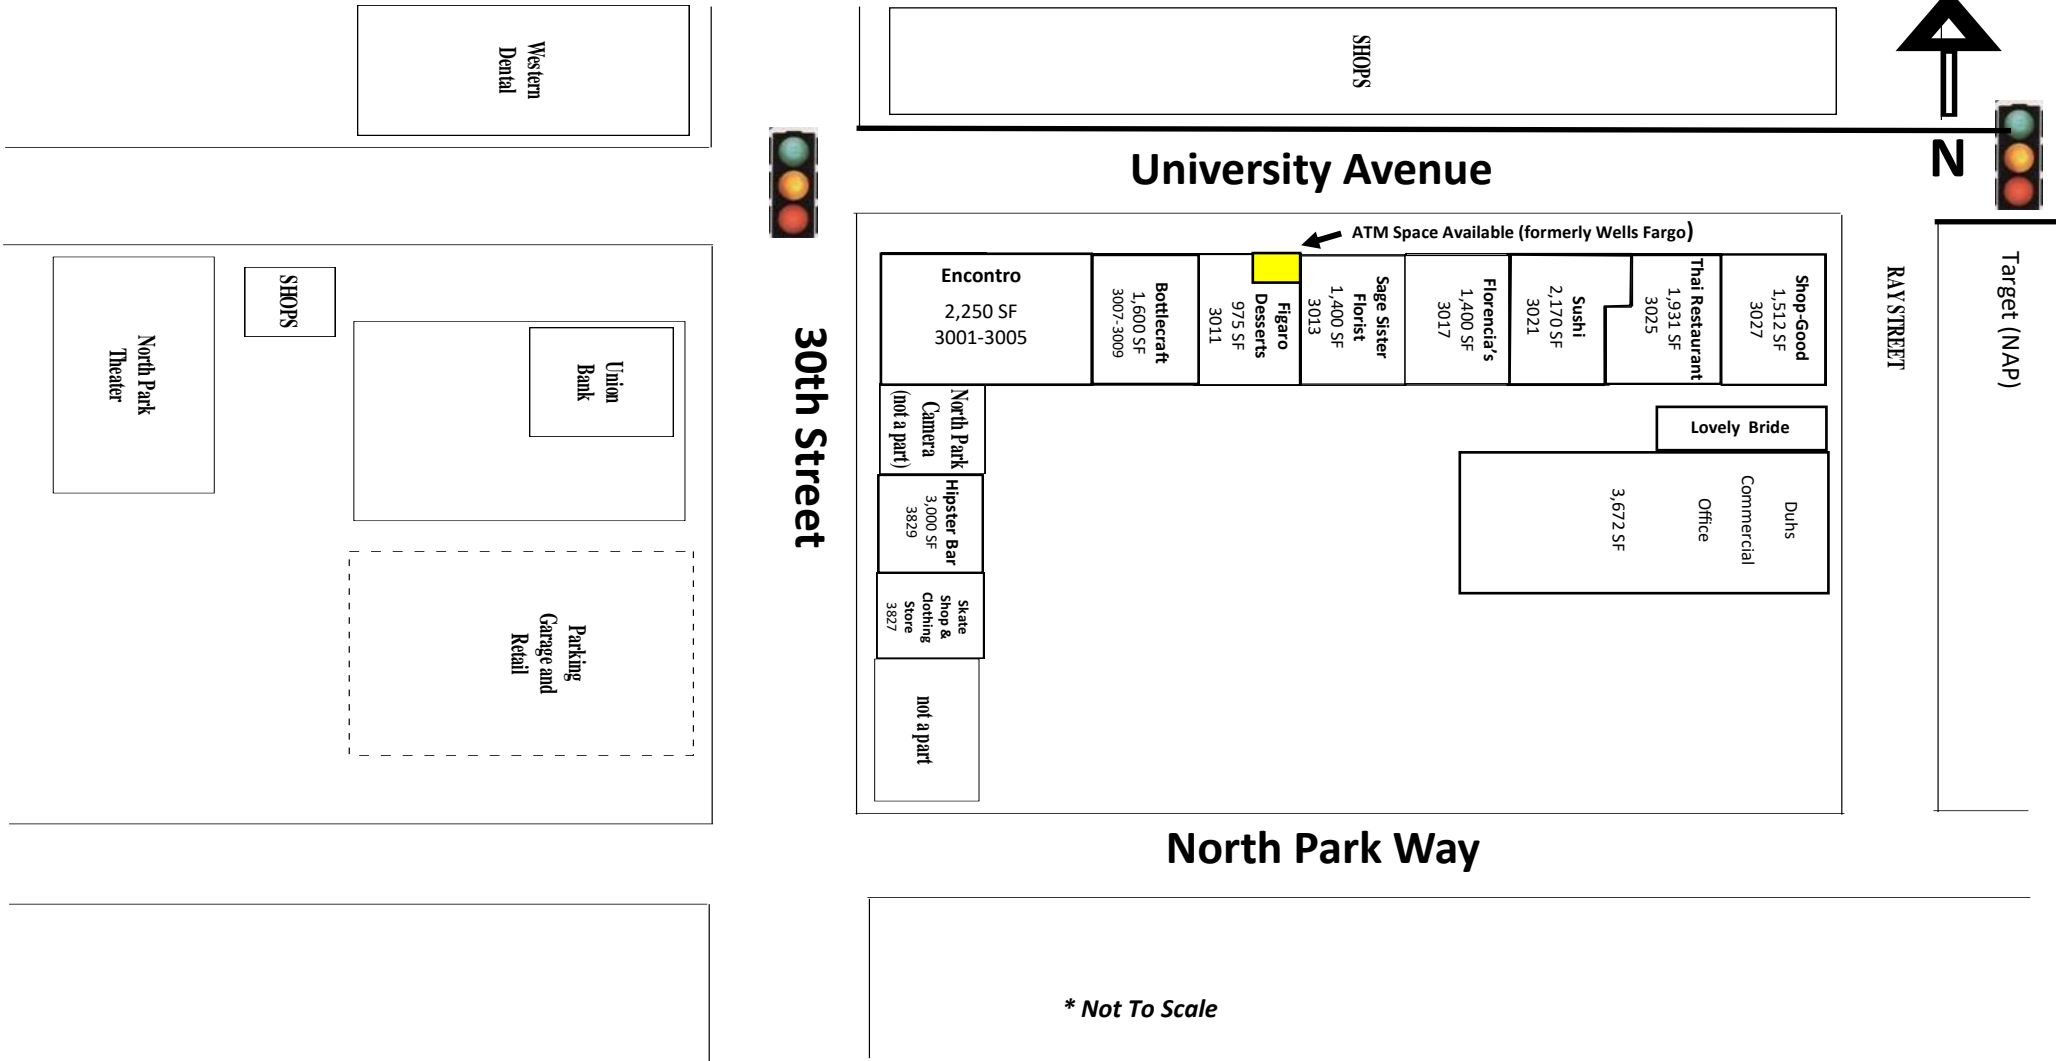 Western
Dental
SHOPS
University Avenue
N
ATM Space Available (formerly Wells Fargo)
North Park
Theater
SHOPS
Union
Bank
Parking
Garage and
Retail
30th Street
Encontro
2,250 SF
3001-3005
Bottlecraft
1,600 SF
3007-3009
Figaro
Desserts
975 SF
3011
Sage Sister
Florist
1,400 SF
3013
Florencia's
1,400 SF
3017
Sushi
2,170 SF
3021
Thai Restaurant
1,931 SF
3025
Shop-Good
1,512 SF
3027
RAY STREET
Target (NAP)
North Park
Camera
(not a part)
Hipster Bar
3,000 SF
3829
Skate
Shop &
Clothing
Store
3827
not a part
Lovely Bride
Duhs
Commercial
Office
3,672 SF
North Park Way
* Not To Scale